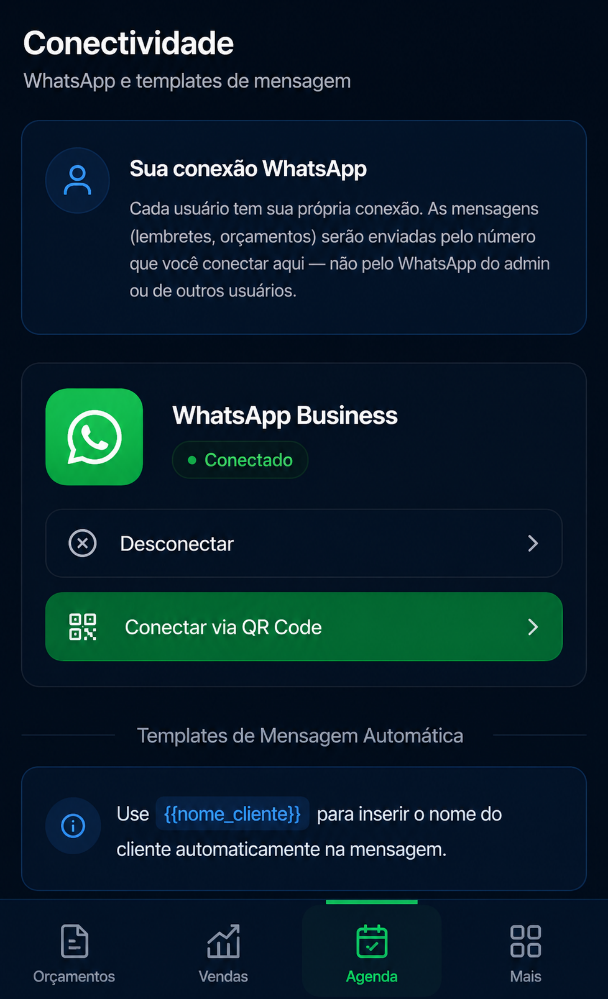 Conectividade
WhatsApp e templates de mensagem
Sua conexão WhatsApp
Cada usuário tem sua própria conexão. As mensagens
(lembretes, orçamentos) serão enviadas pelo número
que você conectar aqui — não pelo WhatsApp do admin
ou de outros usuários.
WhatsApp Business
Conectado
Desconectar
Conectar via QR Code
Templates de Mensagem Automática
Use {{nome_cliente}} para inserir o nome do
cliente automaticamente na mensagem.
Orçamentos
Vendas
Agenda
Mais